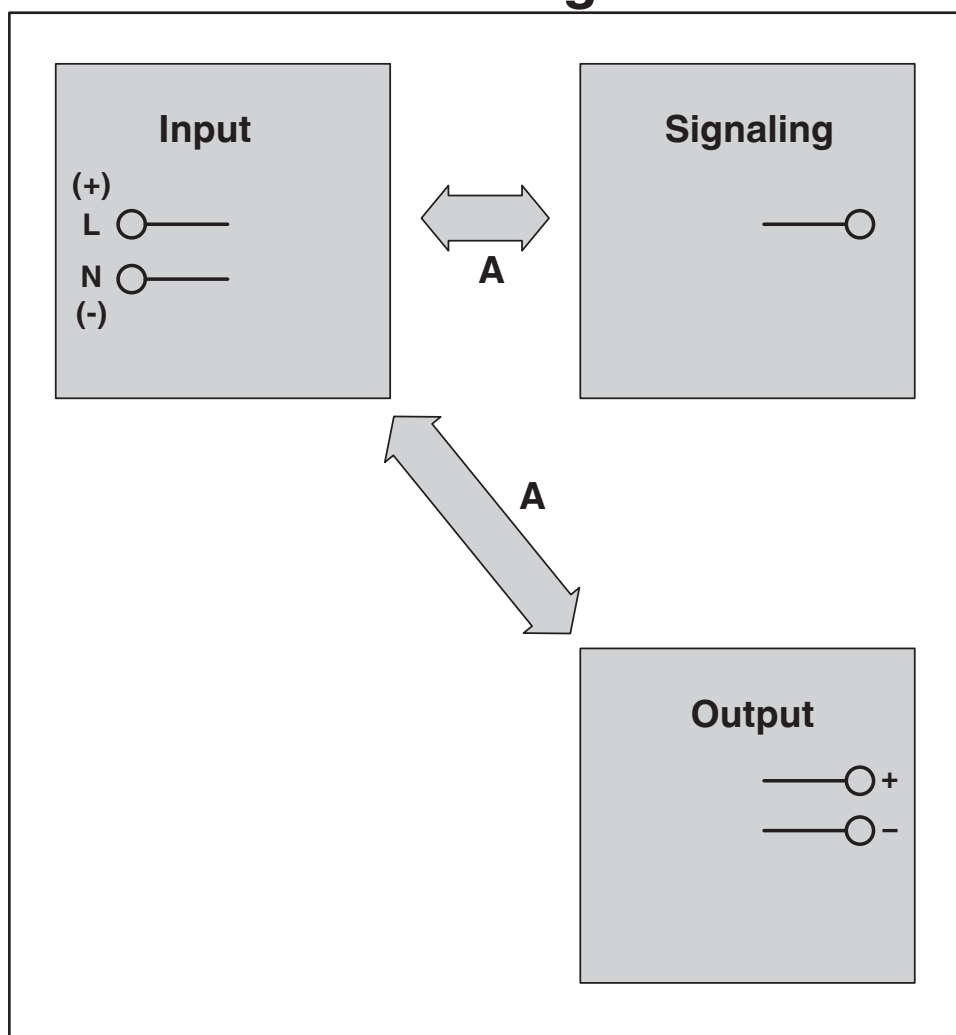 Input
(+)
L
N
(-)
A
Signaling
A
Output
+
–